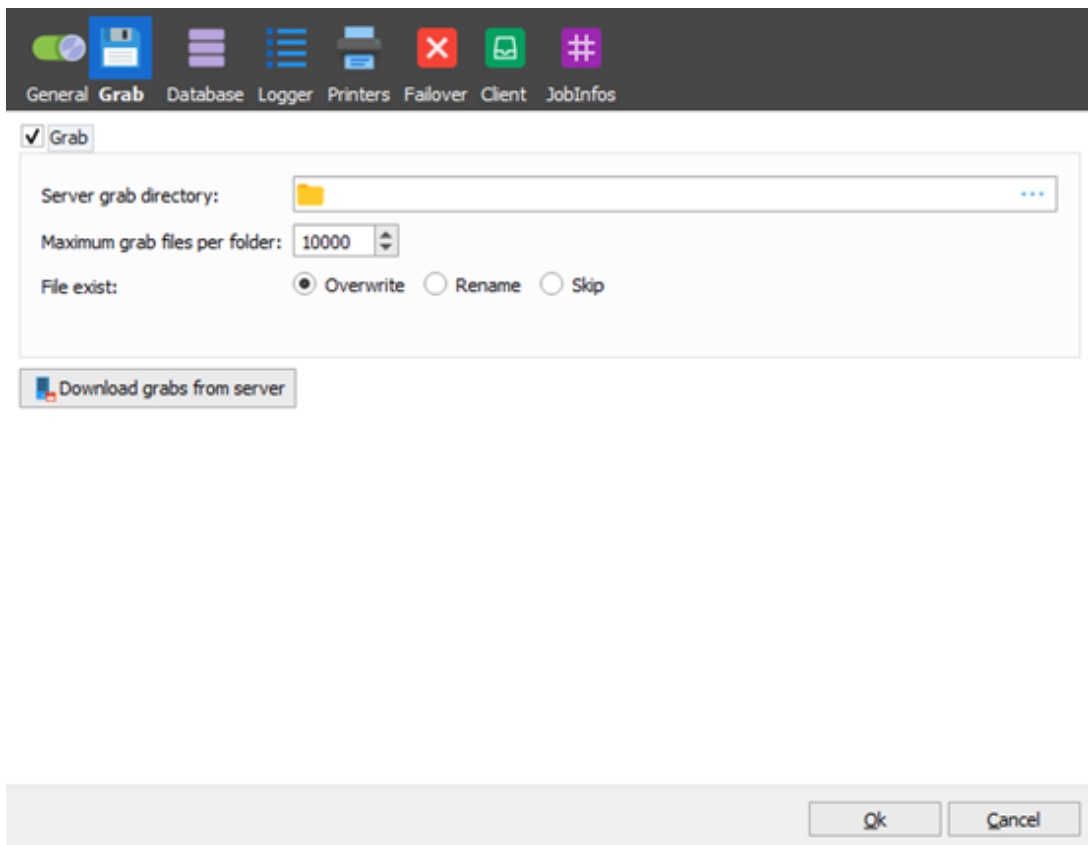 General Grab Database Logger Printers Failover Client JobInfos
Grab
Server grab directory:
Maximum grab files per folder: 10000
File exist: Overwrite Rename Skip
Download grabs from server
Ok Cancel